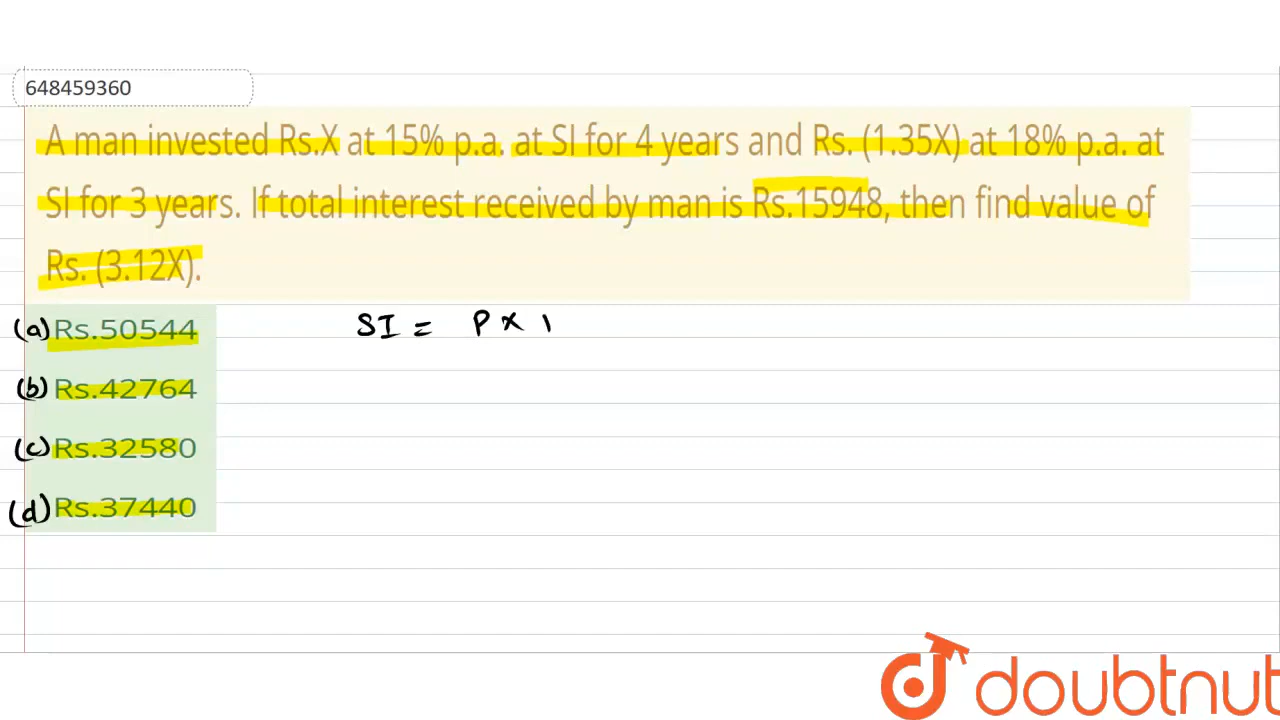 648459360
A man invested Rs.X at 15% p.a. at SI for 4 years and Rs. (1.35X) at 18% p.a. at
SI for 3 years. If total interest received by man is Rs.15948, then find value of
Rs. (3.12X).
(a) Rs.50544
SI = P × 1
(b) Rs.42764
(c) Rs.32580
(d) Rs.37440
doubtnut